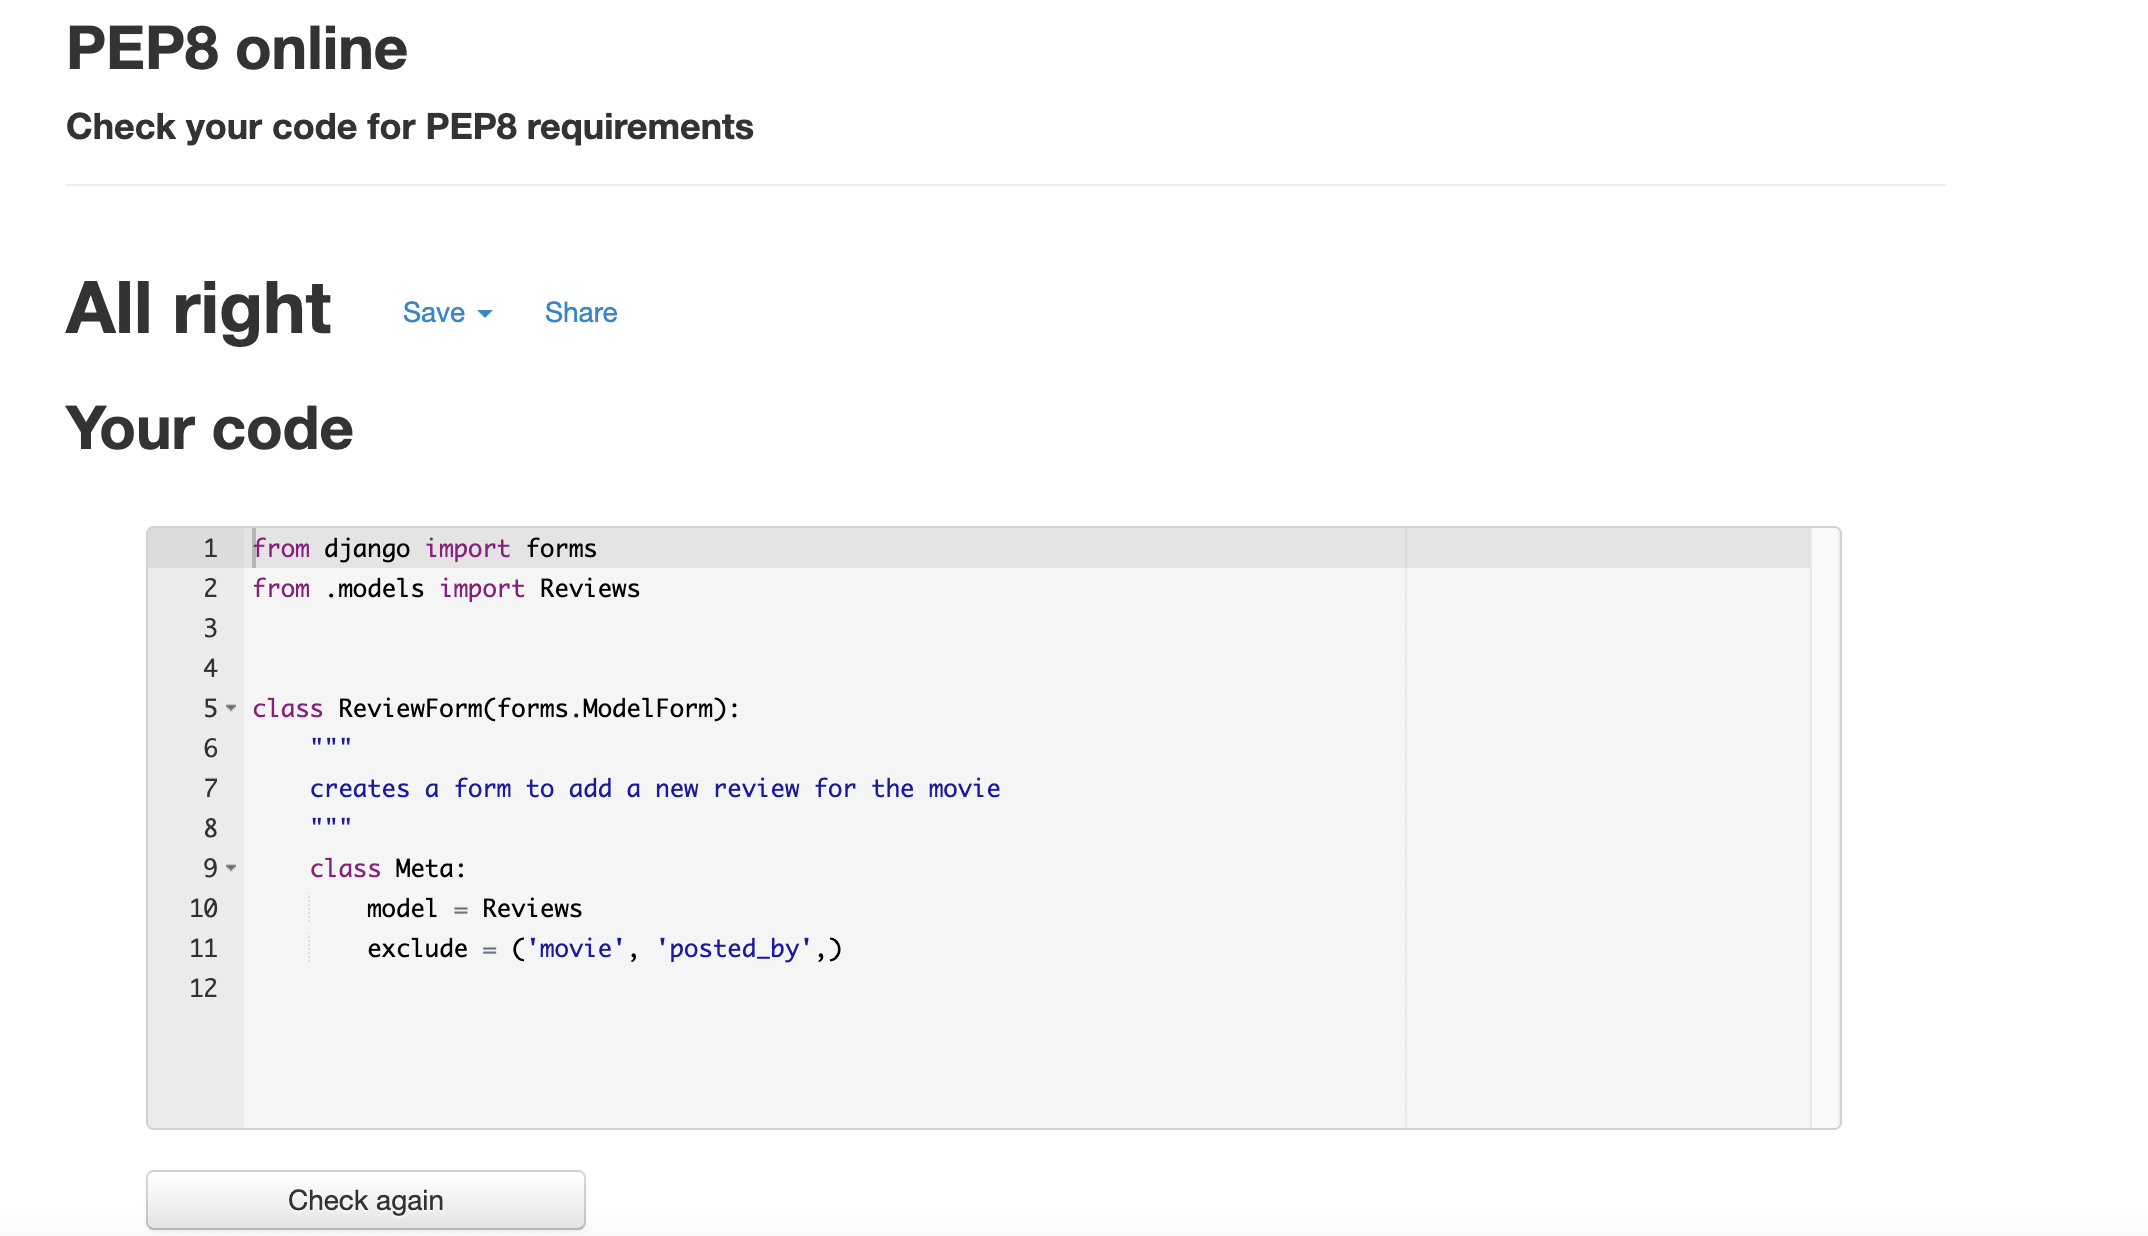 PEP8 online
Check your code for PEP8 requirements
All right Save Share
Your code
1 from django import forms
2 from .models import Reviews
3
4
5 class ReviewForm(forms.ModelForm):
6     """
7     creates a form to add a new review for the movie
8     """
9     class Meta:
10         model = Reviews
11         exclude = ('movie', 'posted_by',)
12
Check again